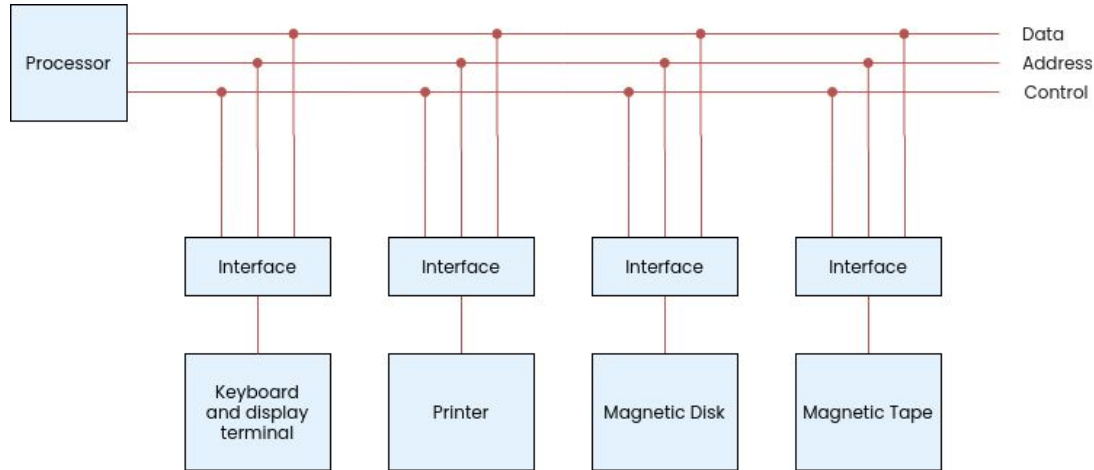 Processor
Data
Address
Control
Interface
Interface
Interface
Interface
Keyboard
and display
terminal
Printer
Magnetic Disk
Magnetic Tape